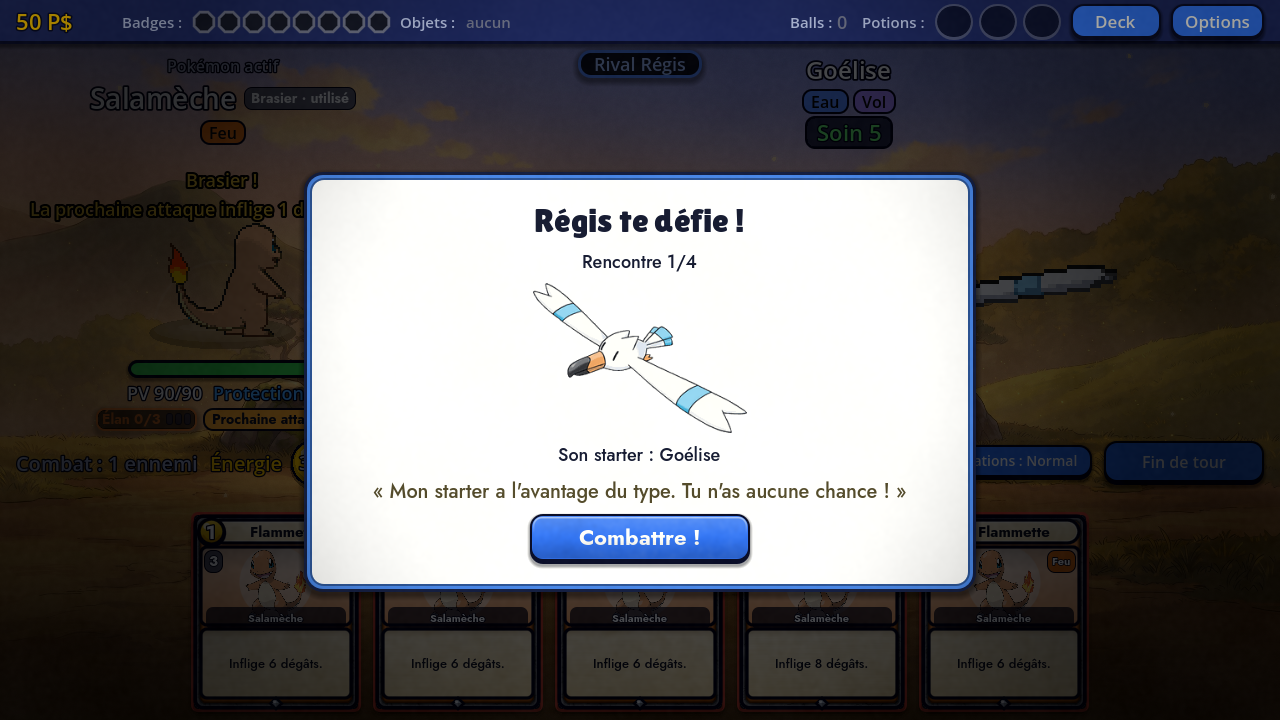 50 P$
Badges :
Objets : aucun
Balls : 0
Potions :
Deck
Options
Pokémon actif
Salamèche
Brasier · utilisé
Feu
Rival Régis
Goélise
Eau
Vol
Soin 5
Brasier !
La prochaine attaque inflige 1 d
Régis te défie !
Rencontre 1/4
Son starter : Goélise
« Mon starter a l'avantage du type. Tu n'as aucune chance ! »
Combattre !
PV 90/90
Protection
Élan 0/3
Prochaine atta
Combat : 1 ennemi
Énergie
ations : Normal
Fin de tour
1
Flamme
3
Salamèche
Inflige 6 dégâts.
Salamèche
Inflige 6 dégâts.
Salamèche
Inflige 6 dégâts.
Salamèche
Inflige 8 dégâts.
Flammette
Feu
Salamèche
Inflige 6 dégâts.